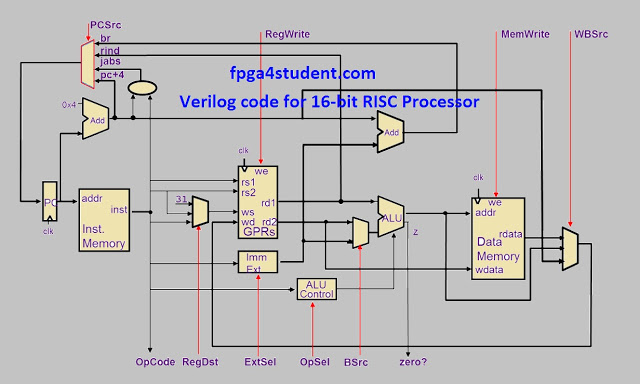 PCSrc
br
rind
jabs
pc+4
RegWrite
MemWrite
WBSrc
fpga4student.com
Verilog code for 16-bit RISC Processor
0x4
Add
Add
clk
we
rs1
rs2
31
ws
wd
rd1
rd2
GPRs
PC
clk
addr
inst
Inst.
Memory
ALU
z
clk
we
addr
rdata
Data
Memory
wdata
Imm
Ext
ALU
Control
OpCode
RegDst
ExtSel
OpSel
BSrc
zero?